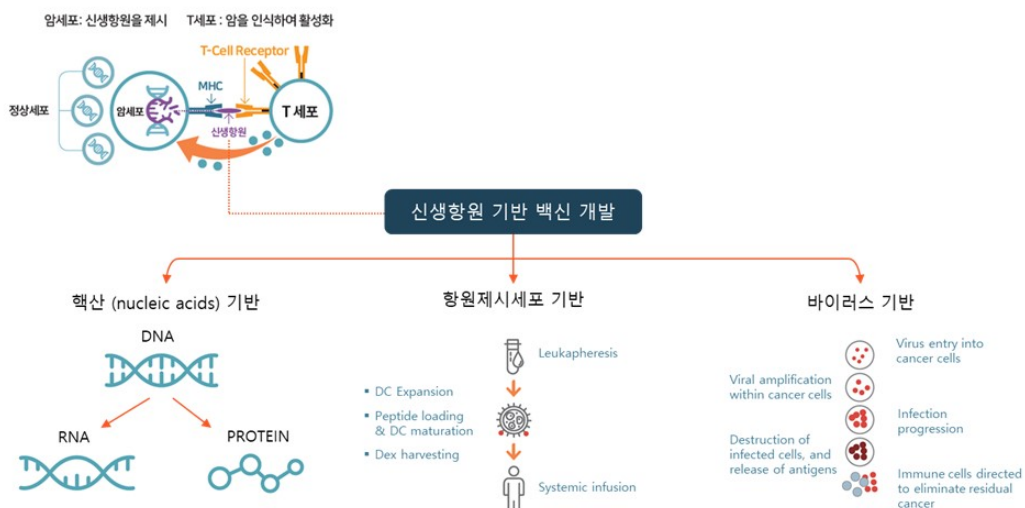 암세포: 신생항원을 제시
T세포 : 암을 인식하여 활성화
T-Cell Receptor
MHC
정상세포
암세포
T 세포
신생항원
신생항원 기반 백신 개발
핵산 (nucleic acids) 기반
DNA
RNA
PROTEIN
항원제시세포 기반
Leukapheresis
▪ DC Expansion
▪ Peptide loading
& DC maturation
▪ Dex harvesting
Systemic infusion
바이러스 기반
Virus entry into
cancer cells
Viral amplification
within cancer cells
Infection
progression
Destruction of
infected cells, and
release of antigens
Immune cells directed
to eliminate residual
cancer